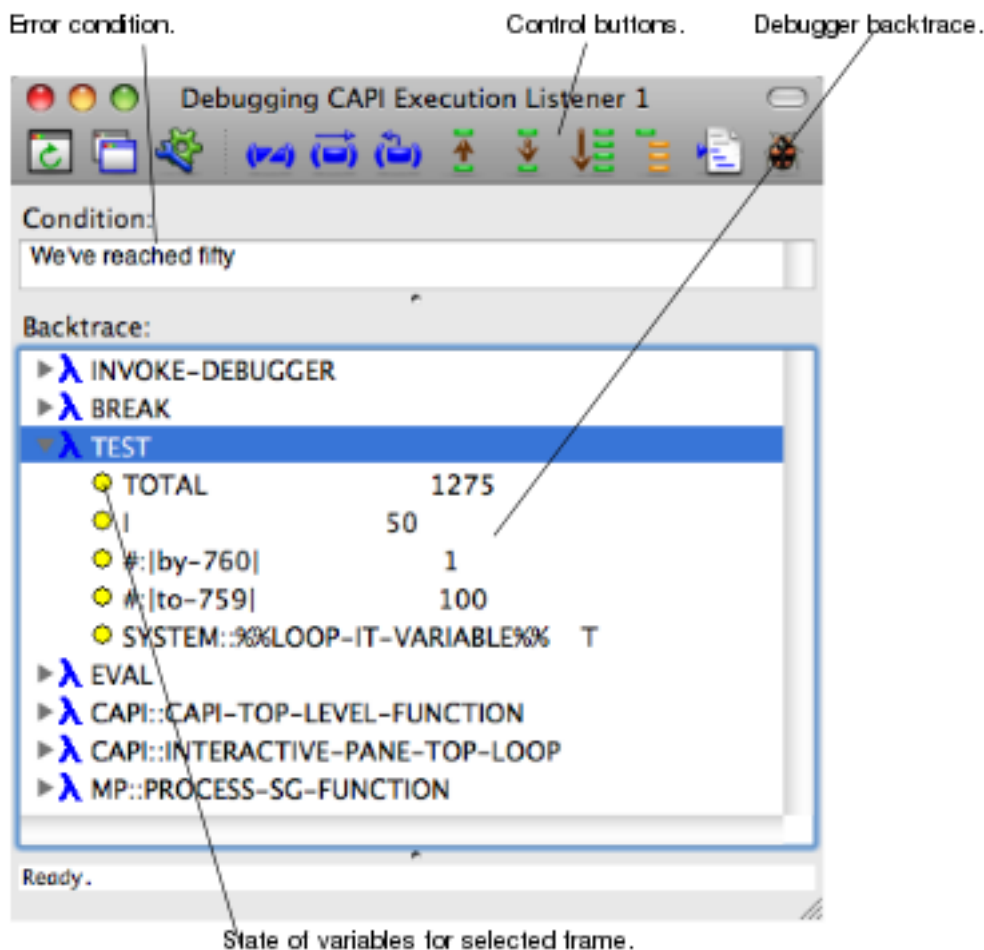 Error condition. Control buttons. Debugger backtrace.
Debugging CAPI Execution Listener 1
Condition:
We've reached fifty
Backtrace:
INVOKE-DEBUGGER
BREAK
TEST
TOTAL 1275
I 50
#:|by-760| 1
#:|to-759| 100
SYSTEM::%%LOOP-IT-VARIABLE%% T
EVAL
CAPI::CAPI-TOP-LEVEL-FUNCTION
CAPI::INTERACTIVE-PANE-TOP-LOOP
MP::PROCESS-SG-FUNCTION
Ready.
State of variables for selected frame.